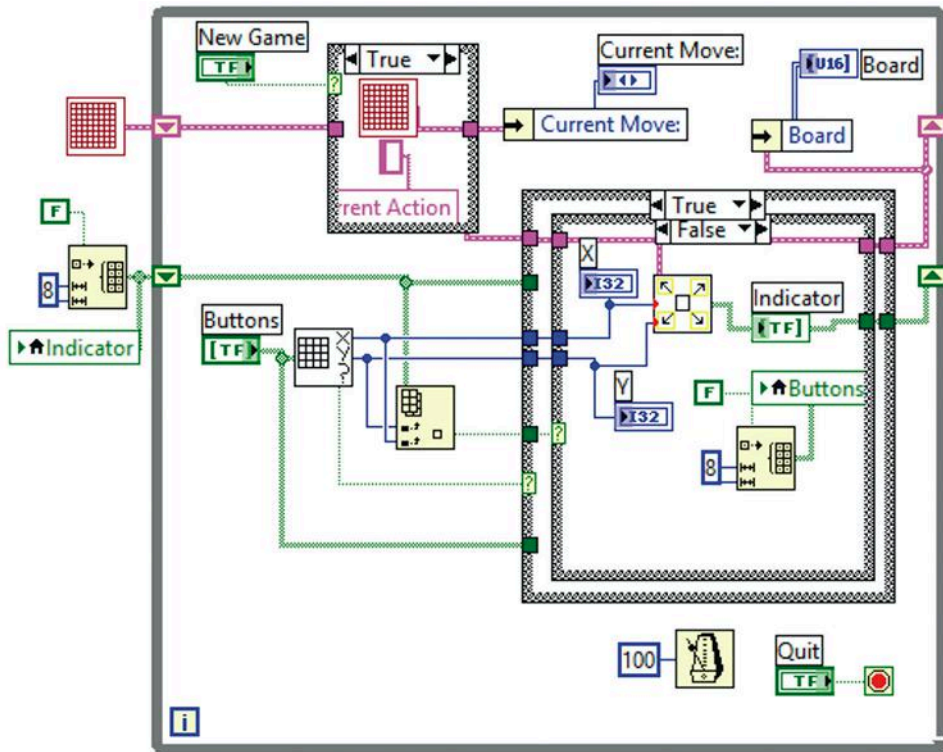 New Game
TF
?
True
rrent Action
Current Move:
Current Move:
U16]
Board
Board
F
8
Indicator
Buttons
[TF
X Y ?
True
False
?
?
X
I32
Y
I32
Indicator
[TF]
F
Buttons
8
100
Quit
TF
i